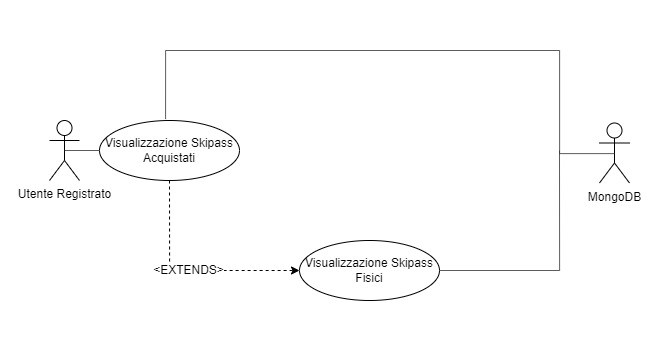 Visualizzazione Skipass
Acquistati
Utente Registrato
MongoDB
<EXTENDS>
Visualizzazione Skipass
Fisici